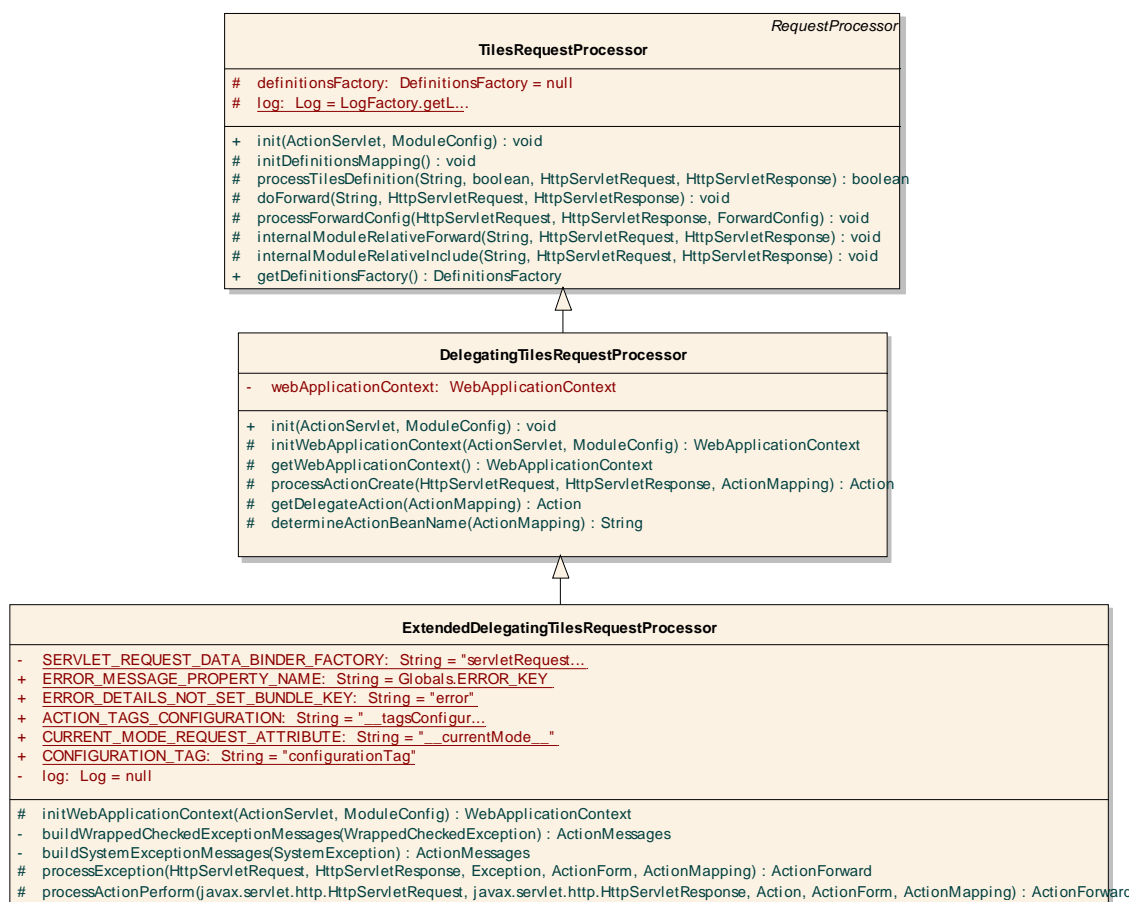 RequestProcessor
TilesRequestProcessor
# definitionsFactory: DefinitionsFactory = null
# log: Log = LogFactory.getL...
+ init(ActionServlet, ModuleConfig) : void
# initDefinitionsMapping() : void
# processTilesDefinition(String, boolean, HttpServletRequest, HttpServletResponse) : boolean
# doForward(String, HttpServletRequest, HttpServletResponse) : void
# processForwardConfig(HttpServletRequest, HttpServletResponse, ForwardConfig) : void
# internalModuleRelativeForward(String, HttpServletRequest, HttpServletResponse) : void
# internalModuleRelativeInclude(String, HttpServletRequest, HttpServletResponse) : void
+ getDefinitionsFactory() : DefinitionsFactory
DelegatingTilesRequestProcessor
- webApplicationContext: WebApplicationContext
+ init(ActionServlet, ModuleConfig) : void
# initWebApplicationContext(ActionServlet, ModuleConfig) : WebApplicationContext
# getWebApplicationContext() : WebApplicationContext
# processActionCreate(HttpServletRequest, HttpServletResponse, ActionMapping) : Action
# getDelegateAction(ActionMapping) : Action
# determineActionBeanName(ActionMapping) : String
ExtendedDelegatingTilesRequestProcessor
- SERVLET_REQUEST_DATA_BINDER_FACTORY: String = "servletRequest...
+ ERROR_MESSAGE_PROPERTY_NAME: String = Globals.ERROR_KEY
+ ERROR_DETAILS_NOT_SET_BUNDLE_KEY: String = "error"
+ ACTION_TAGS_CONFIGURATION: String = "__tagsConfigur...
+ CURRENT_MODE_REQUEST_ATTRIBUTE: String = "__currentMode__"
+ CONFIGURATION_TAG: String = "configurationTag"
- log: Log = null
# initWebApplicationContext(ActionServlet, ModuleConfig) : WebApplicationContext
- buildWrappedCheckedExceptionMessages(WrappedCheckedException) : ActionMessages
- buildSystemExceptionMessages(SystemException) : ActionMessages
# processException(HttpServletRequest, HttpServletResponse, Exception, ActionForm, ActionMapping) : ActionForward
# processActionPerform(javax.servlet.http.HttpServletRequest, javax.servlet.http.HttpServletResponse, Action, ActionForm, ActionMapping) : ActionForward